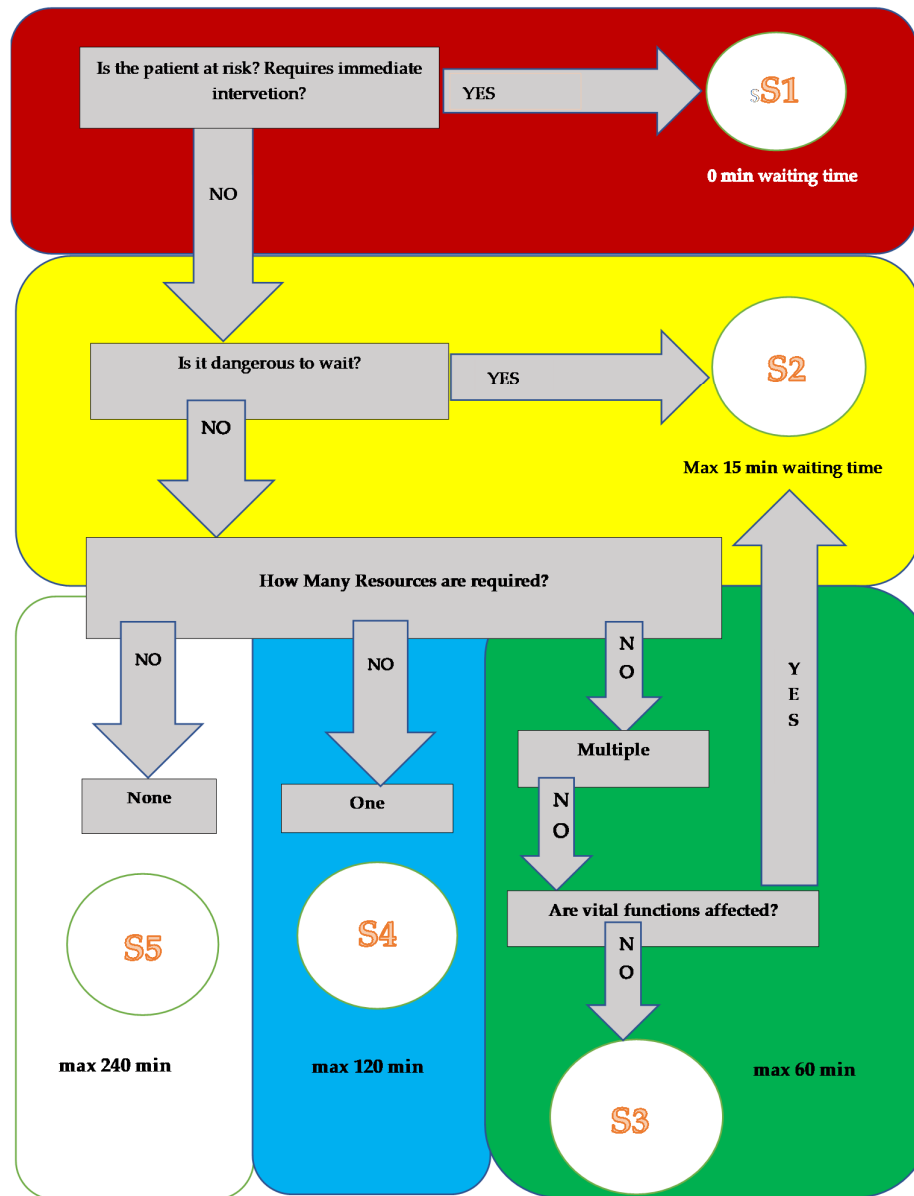 Is the patient at risk? Requires immediate
intervetion?
YES
sS1
0 min waiting time
NO
Is it dangerous to wait?
YES
S2
NO
Max 15 min waiting time
How Many Resources are required?
NO
NO
N
O
Y
E
S
Multiple
None
One
N
O
Are vital functions affected?
S5
S4
N
O
max 240 min
max 120 min
max 60 min
S3